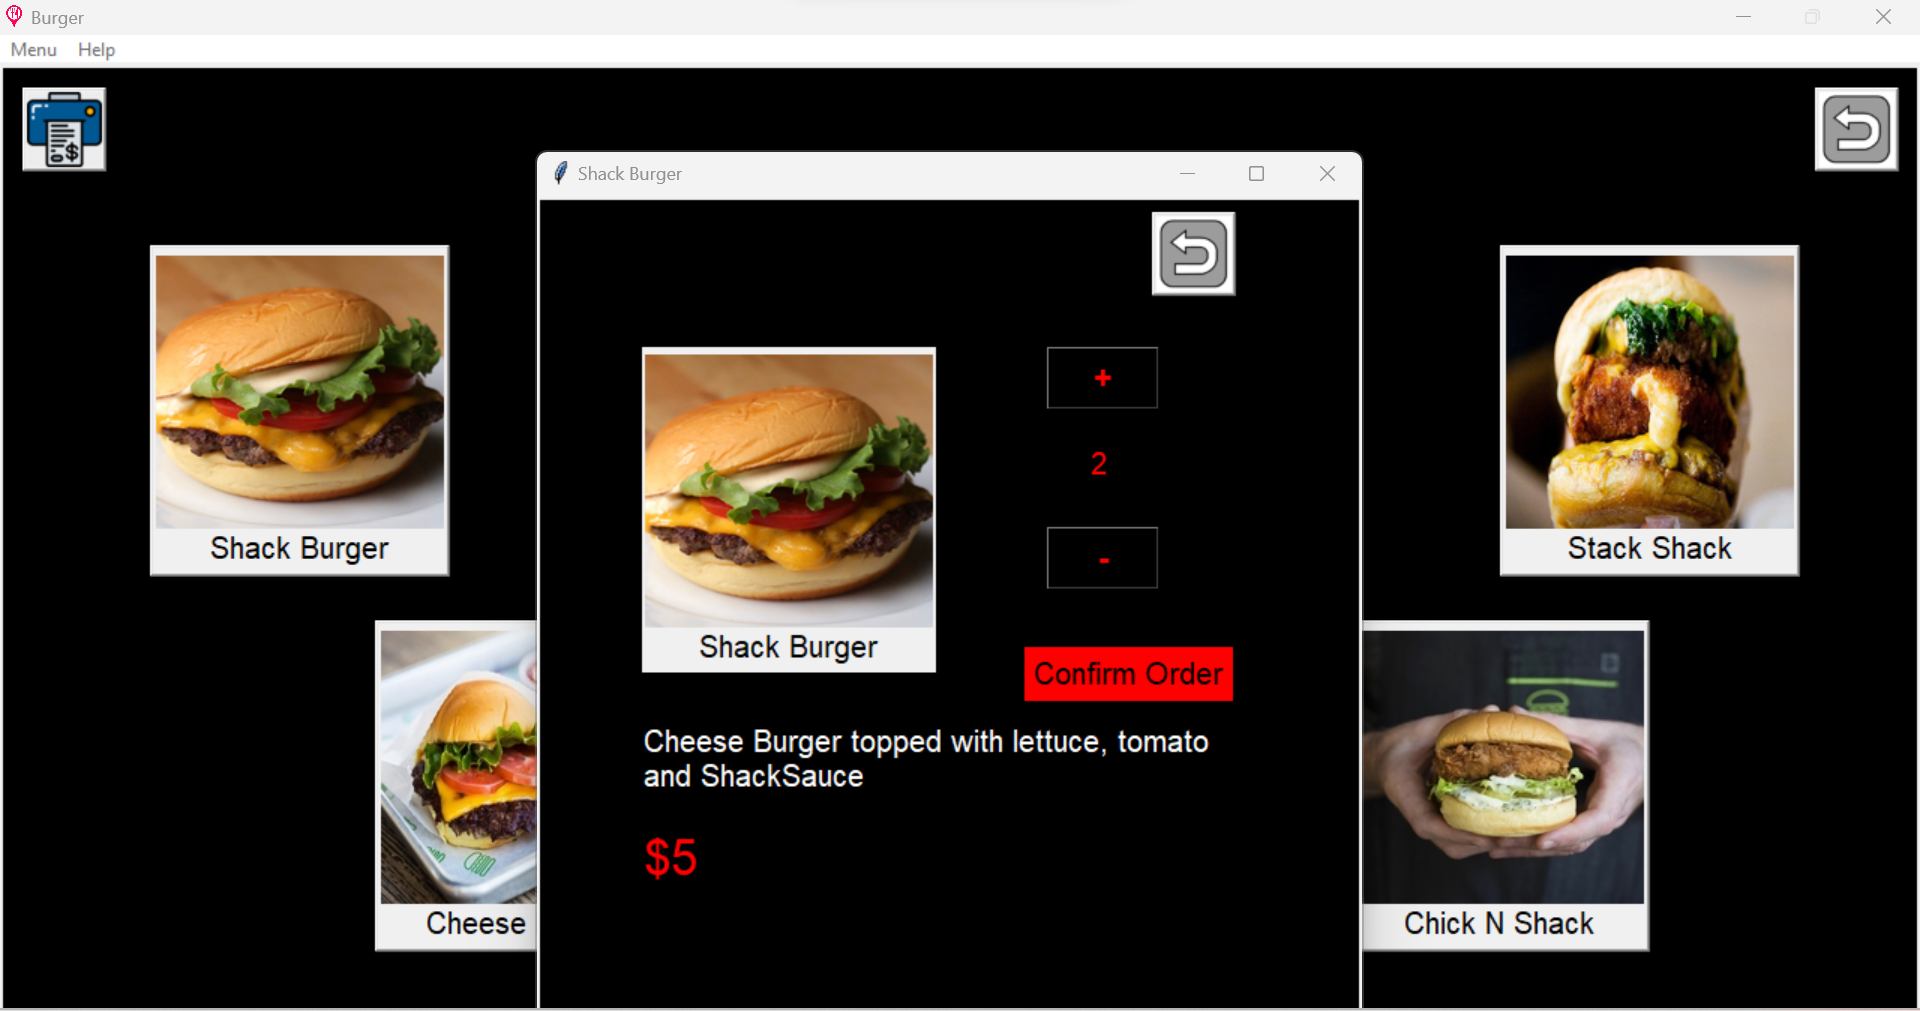 Burger
Menu Help
$
Shack Burger
Shack Burger
Stack Shack
+
2
-
Shack Burger
Confirm Order
Cheese Burger topped with lettuce, tomato
and ShackSauce
$5
Cheese
Chick N Shack